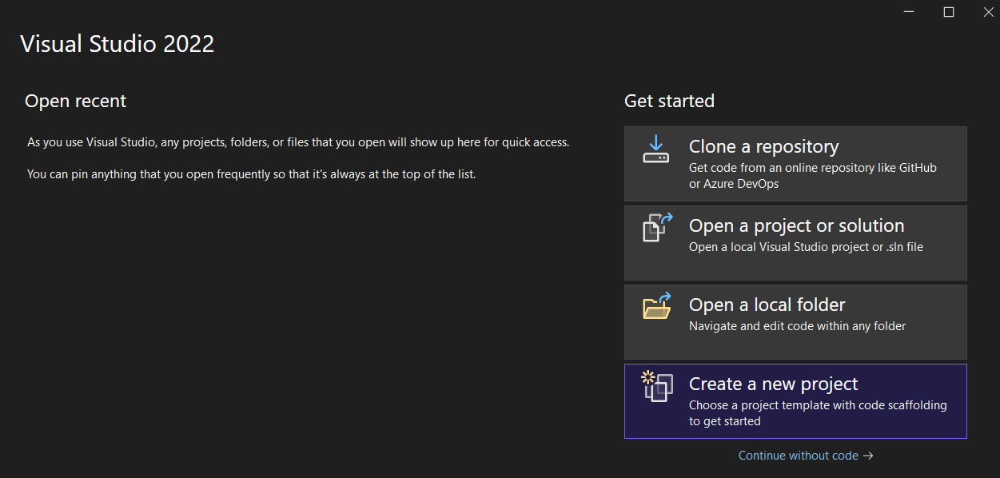 Visual Studio 2022
Open recent
As you use Visual Studio, any projects, folders, or files that you open will show up here for quick access.
You can pin anything that you open frequently so that it's always at the top of the list.
Get started
Clone a repository
Get code from an online repository like GitHub
or Azure DevOps
Open a project or solution
Open a local Visual Studio project or .sln file
Open a local folder
Navigate and edit code within any folder
Create a new project
Choose a project template with code scaffolding
to get started
Continue without code →